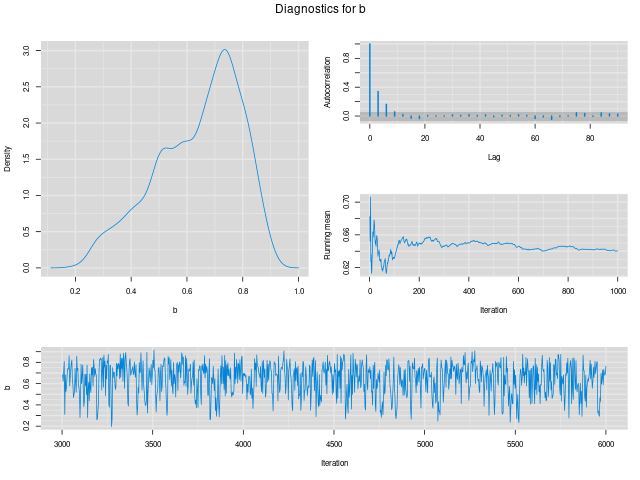 Diagnostics for b
Density
0.0 0.5 1.0 1.5 2.0 2.5 3.0
0.2 0.4 0.6 0.8 1.0
b
Autocorrelation
0.0 0.4 0.8
0 20 40 60 80
Lag
Running mean
0.62 0.66 0.70
0 200 400 600 800 1000
Iteration
b
0.2 0.4 0.6 0.8
3000 3500 4000 4500 5000 5500 6000
Iteration